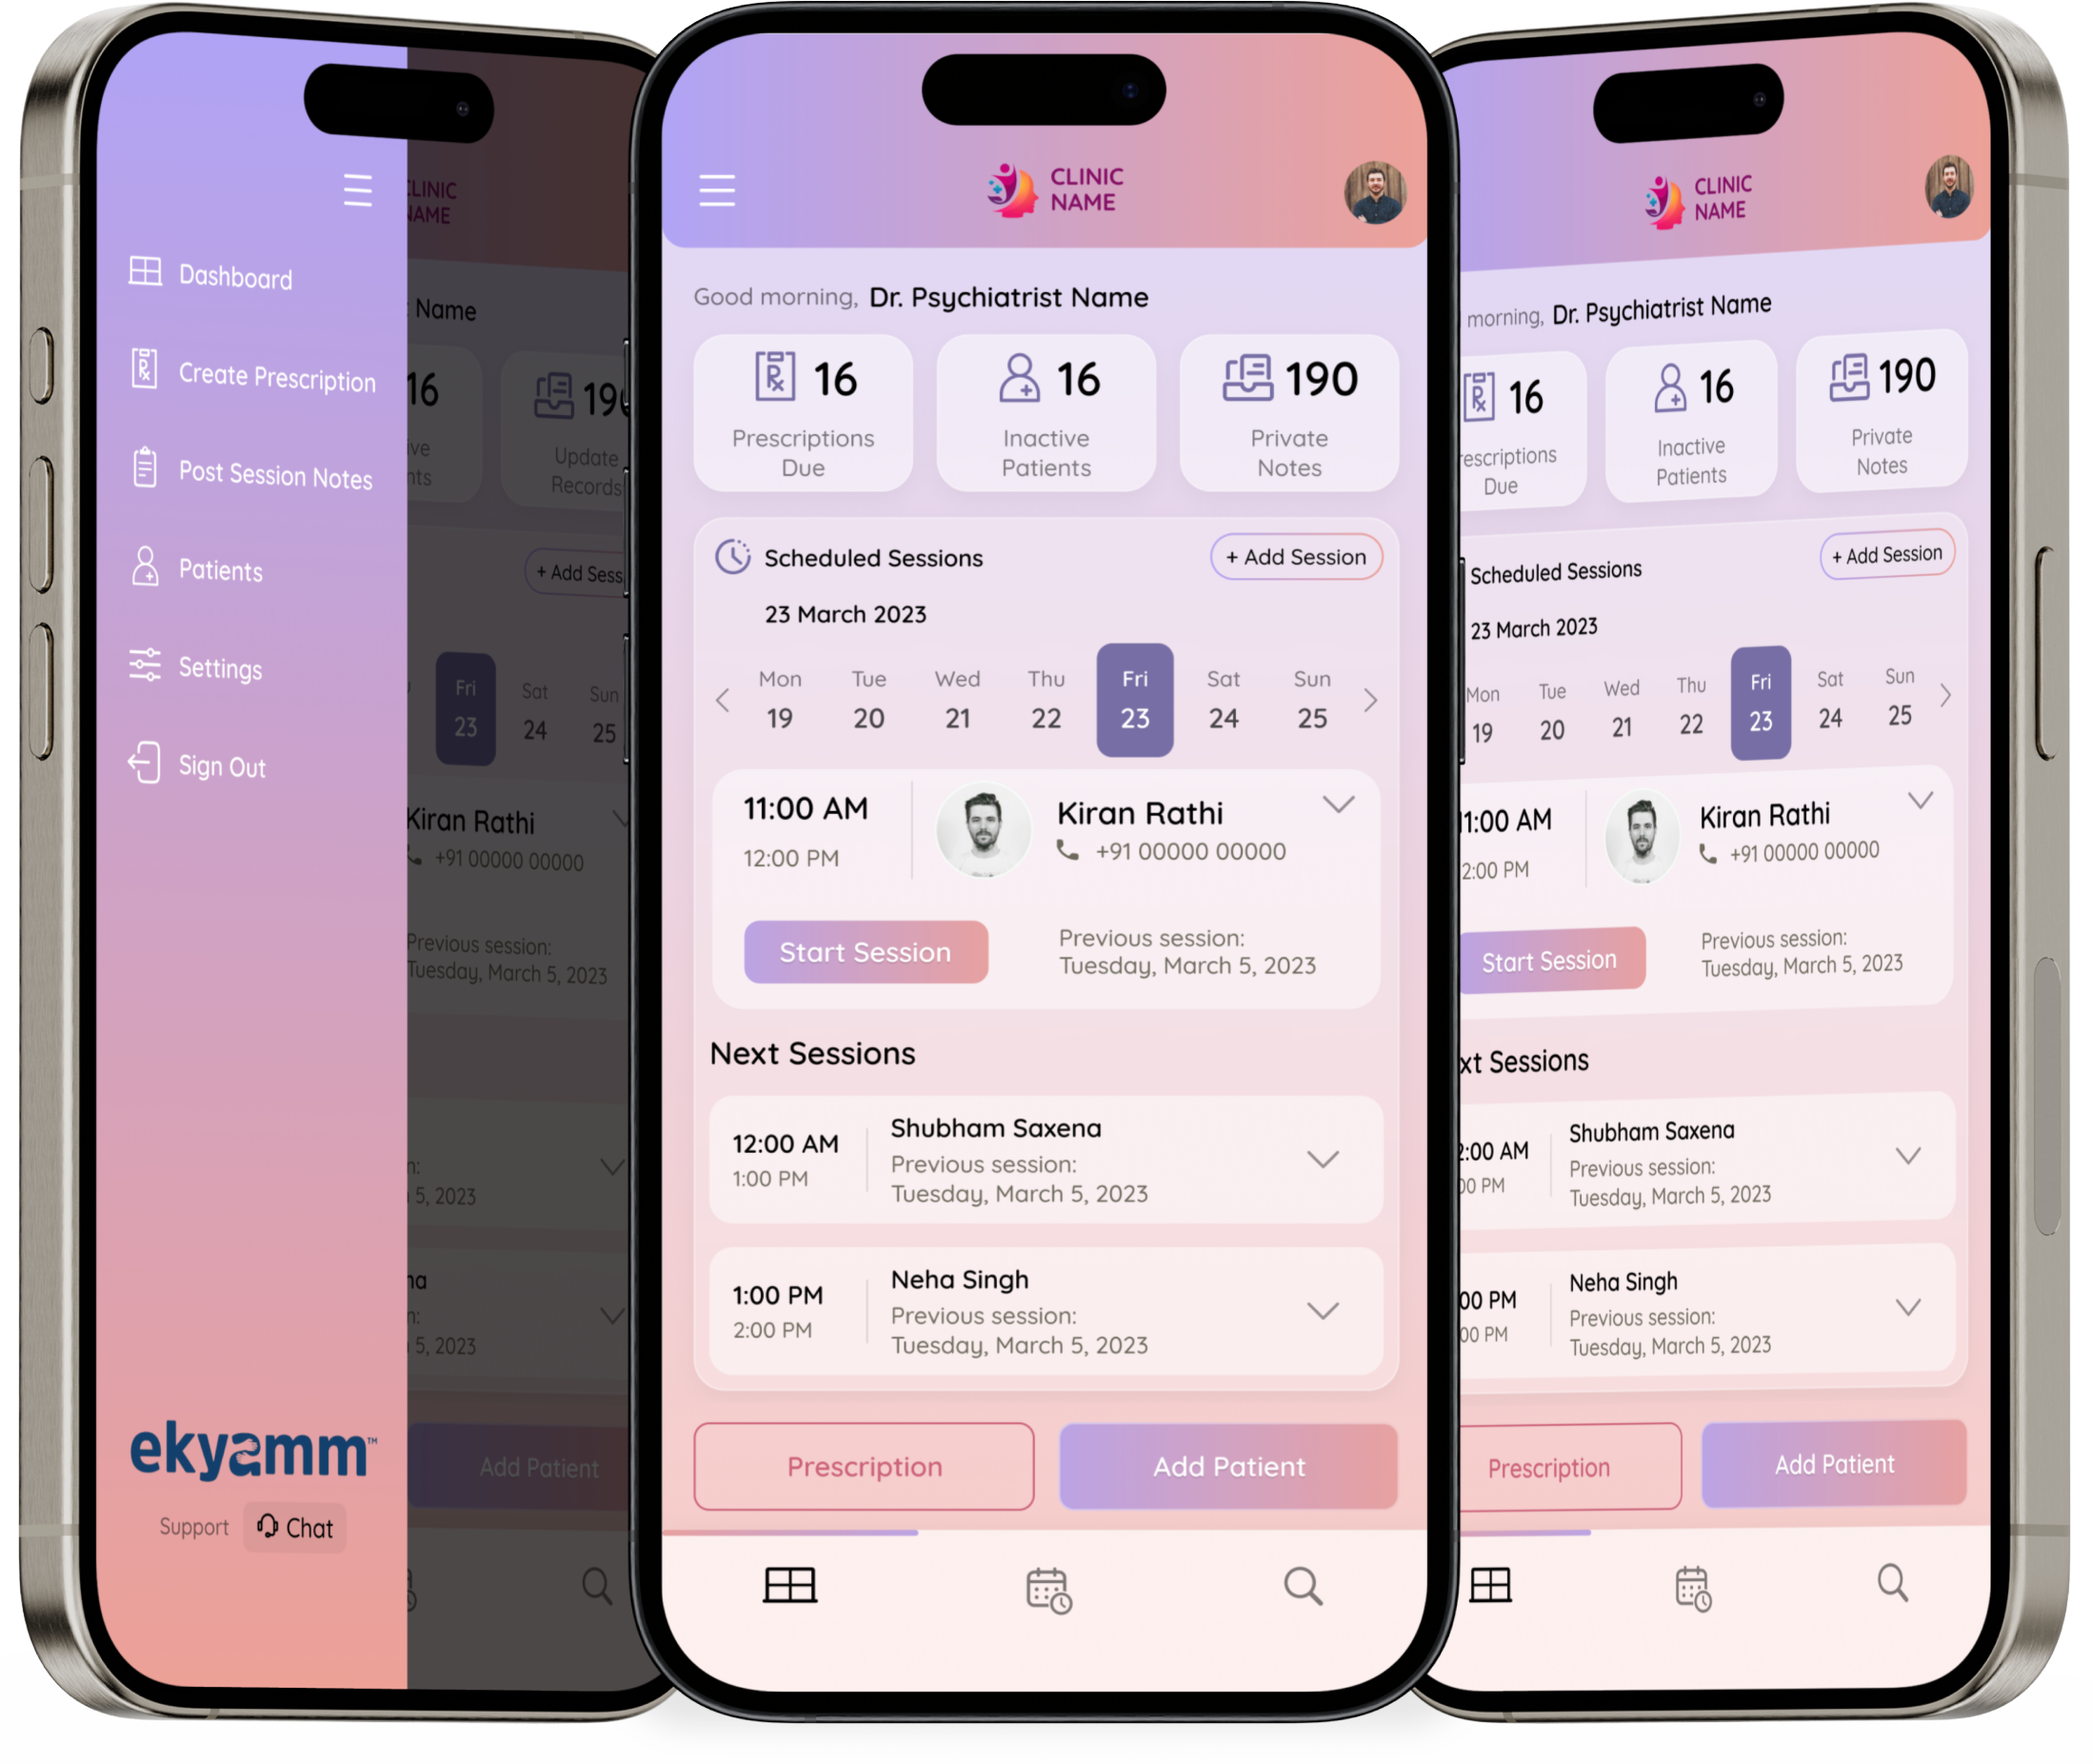 Dashboard
Create Prescription
Post Session Notes
Patients
Settings
Sign Out
ekyamm™
Support
Chat
CLINIC
NAME
Name
16
190
Update
Records
+ Add Sess
Fri
Sat
Sun
23
24
25
Kiran Rathi
+91 00000 00000
Previous session:
Tuesday, March 5, 2023
5, 2023
5, 2023
Add Patient
CLINIC
NAME
Good morning, Dr. Psychiatrist Name
16
Prescriptions
Due
16
Inactive
Patients
190
Private
Notes
Scheduled Sessions
+ Add Session
23 March 2023
Mon Tue Wed Thu Fri Sat Sun
19 20 21 22 23 24 25
11:00 AM
12:00 PM
Kiran Rathi
+91 00000 00000
Start Session
Previous session:
Tuesday, March 5, 2023
Next Sessions
12:00 AM
1:00 PM
Shubham Saxena
Previous session:
Tuesday, March 5, 2023
1:00 PM
2:00 PM
Neha Singh
Previous session:
Tuesday, March 5, 2023
Prescription
Add Patient
CLINIC
NAME
morning, Dr. Psychiatrist Name
16
escriptions
Due
16
Inactive
Patients
190
Private
Notes
Scheduled Sessions
+ Add Session
23 March 2023
Mon Tue Wed Thu Fri Sat Sun
19 20 21 22 23 24 25
11:00 AM
2:00 PM
Kiran Rathi
+91 00000 00000
Start Session
Previous session:
Tuesday, March 5, 2023
xt Sessions
2:00 AM
00 PM
Shubham Saxena
Previous session:
Tuesday, March 5, 2023
00 PM
00 PM
Neha Singh
Previous session:
Tuesday, March 5, 2023
Prescription
Add Patient